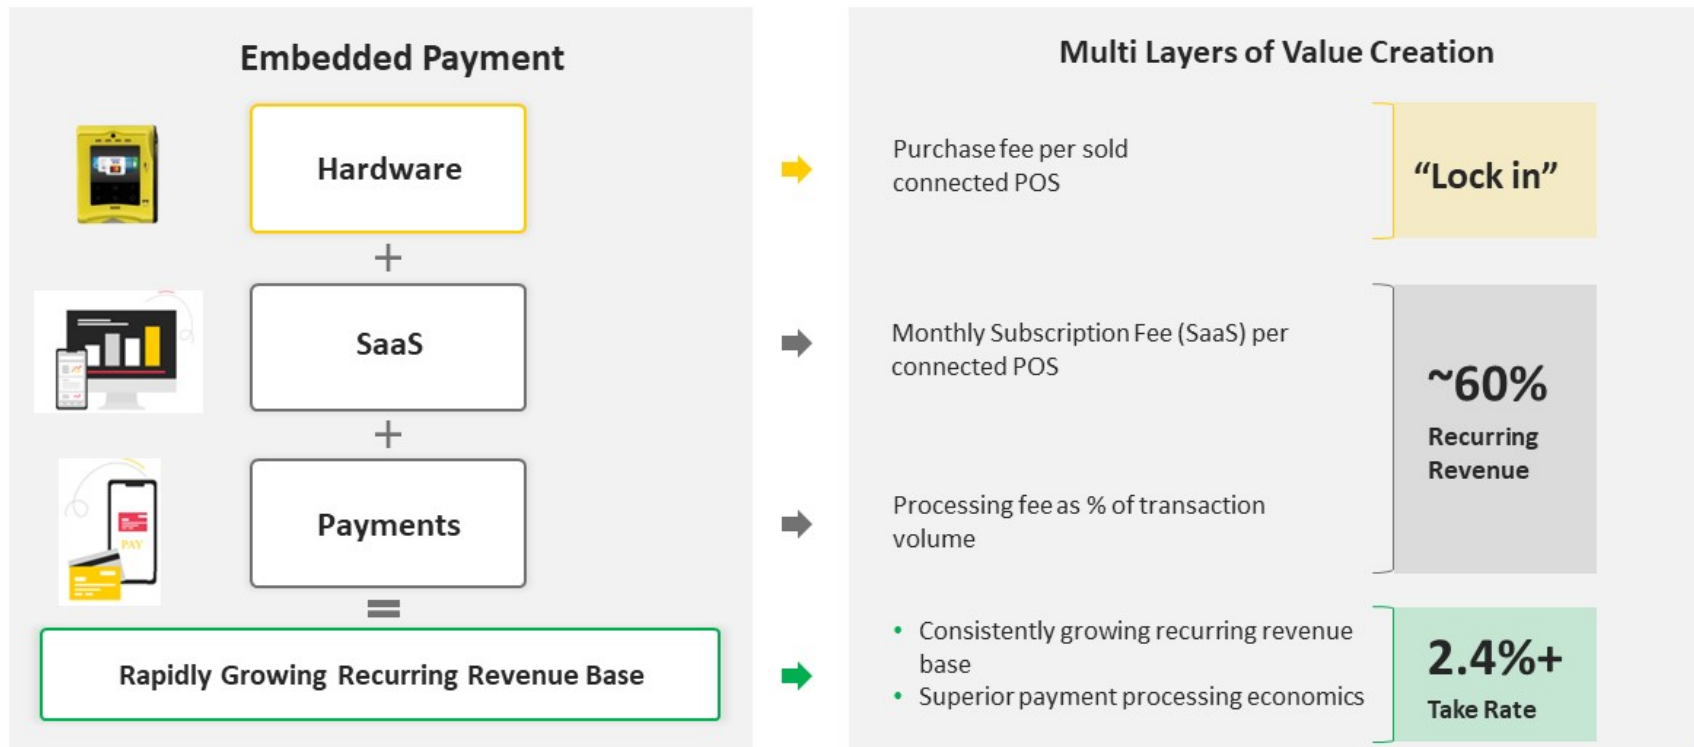 Embedded Payment
Hardware
+
SaaS
+
Payments
=
Rapidly Growing Recurring Revenue Base
PAY
Multi Layers of Value Creation
Purchase fee per sold
connected POS
“Lock in”
Monthly Subscription Fee (SaaS) per
connected POS
Processing fee as % of transaction
volume
~60%
Recurring
Revenue
• Consistently growing recurring revenue
base
• Superior payment processing economics
2.4%+
Take Rate